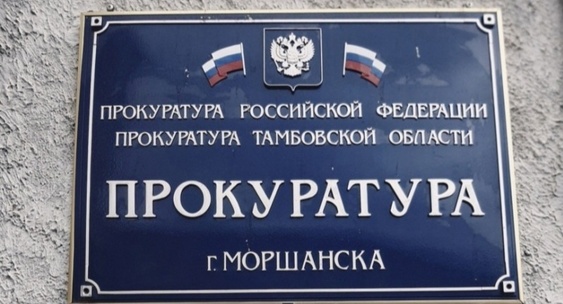 ПРОКУРАТУРА РОССИЙСКОЙ ФЕДЕРАЦИИ
ПРОКУРАТУРА ТАМБОВСКОЙ ОБЛАСТИ
ПРОКУРАТУРА
г. МОРШАНСКА